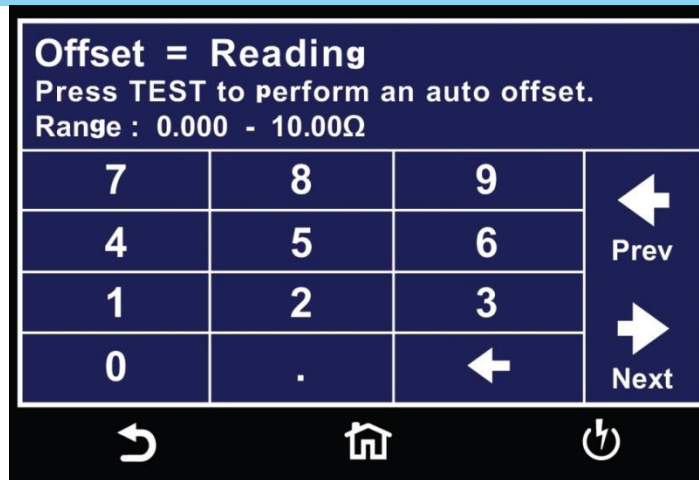 Offset = Reading
Press TEST to perform an auto offset.
Range : 0.000 - 10.00Ω
7 8 9
Prev
4 5 6
1 2 3
Next
0 .